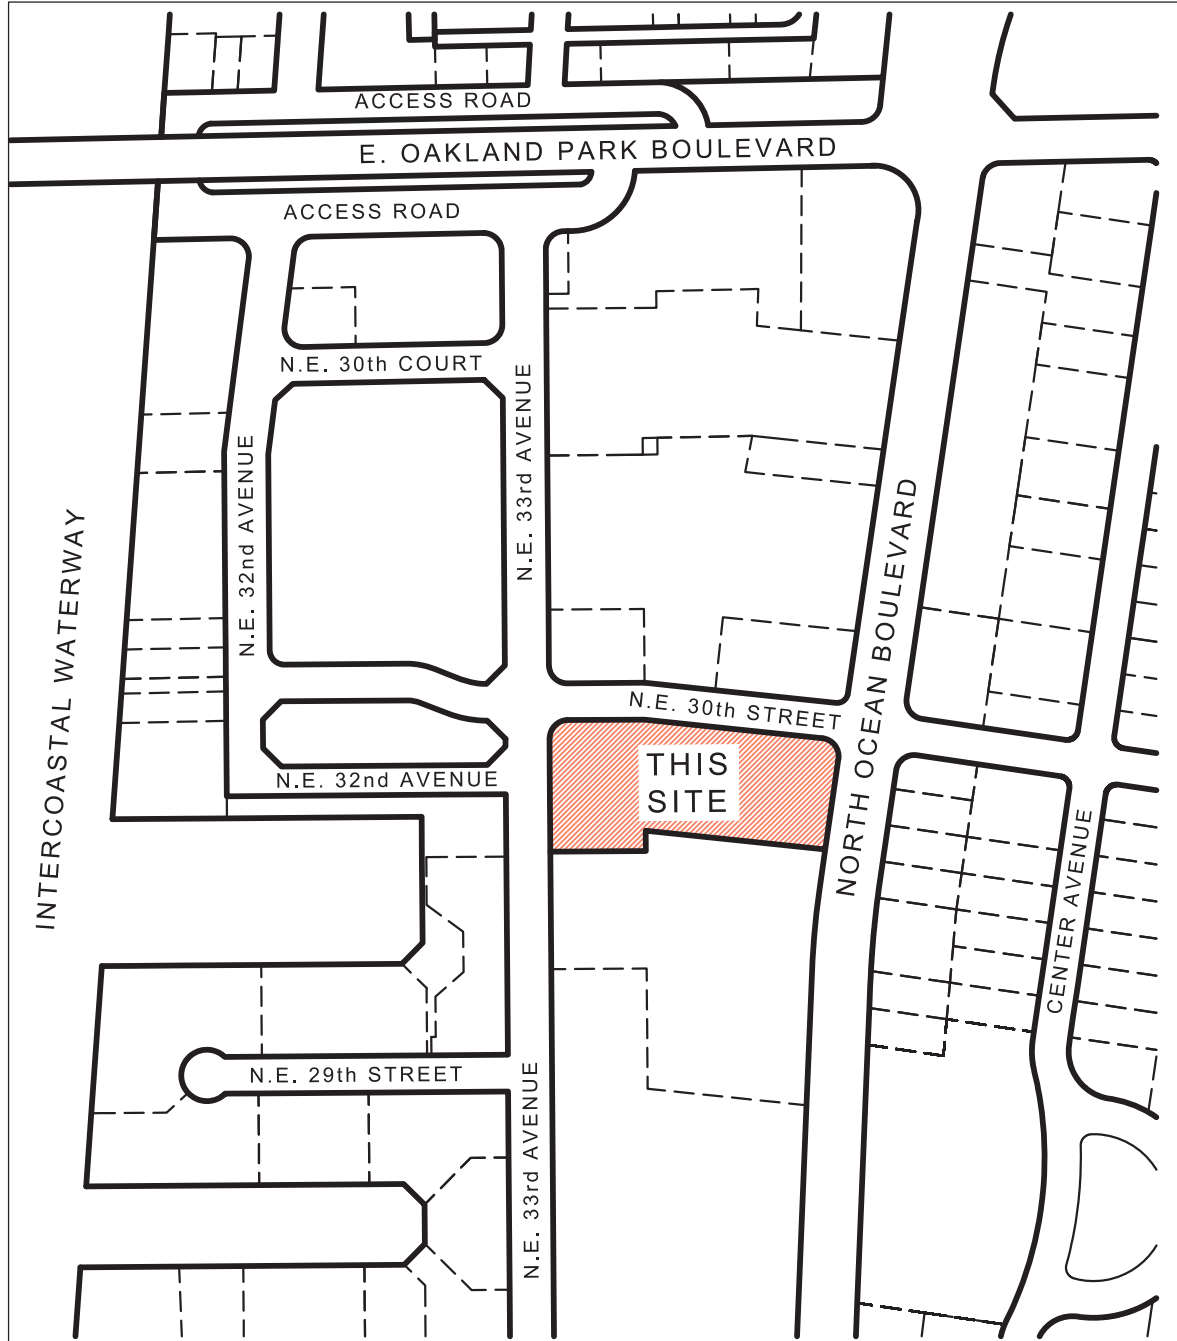 ACCESS ROAD
E. OAKLAND PARK BOULEVARD
ACCESS ROAD
N.E. 30th COURT
N.E. 33rd AVENUE
N.E. 32nd AVENUE
NORTH OCEAN BOULEVARD
INTERCOASTAL WATERWAY
N.E. 30th STREET
THIS
SITE
N.E. 32nd AVENUE
CENTER AVENUE
N.E. 29th STREET
N.E. 33rd AVENUE